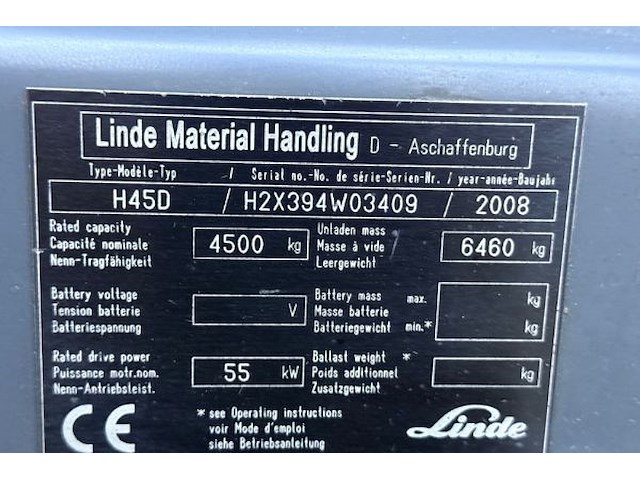 Linde Material Handling D - Aschaffenburg
Type-Modèle-Typ / Serial no.-No. de série-Serien-Nr. / year-année-Baujahr
H45D / H2X394W03409 / 2008
Rated capacity
Capacité nominale
Nenn-Tragfähigkeit
4500 kg
Unladen mass
Masse à vide
Leergewicht
6460 kg
Battery voltage
Tension batterie
Batteriespannung
V
Battery mass max. kg
Masse batterie
Batteriegewicht min.* kg
Rated drive power
Puissance motr.nom.
Nenn-Antriebsleist.
55 kW
Ballast weight *
Poids additionnel
Zusatzgewicht
kg
CE
* see Operating instructions
voir Mode d'emploi
siehe Betriebsanleitung
Linde